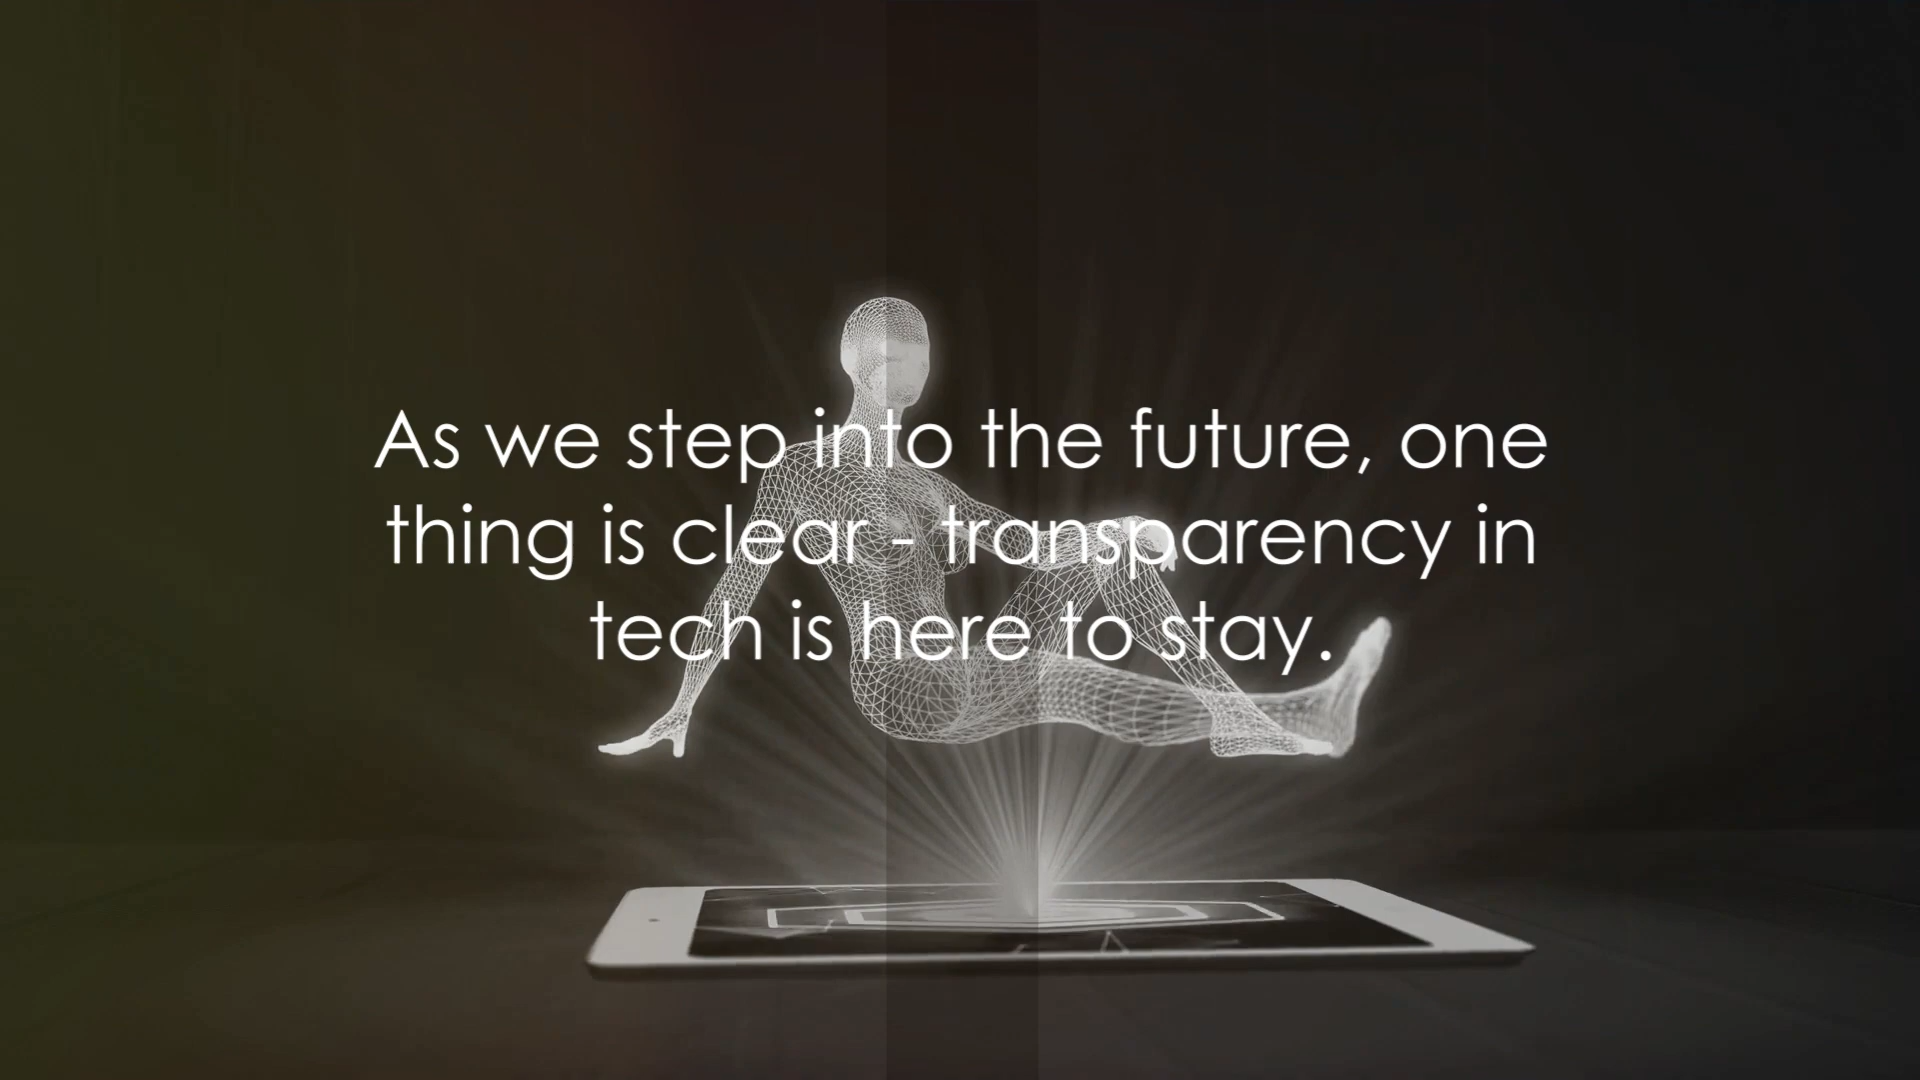 As we step into the future, one
thing is clear - transparency in
tech is here to stay.